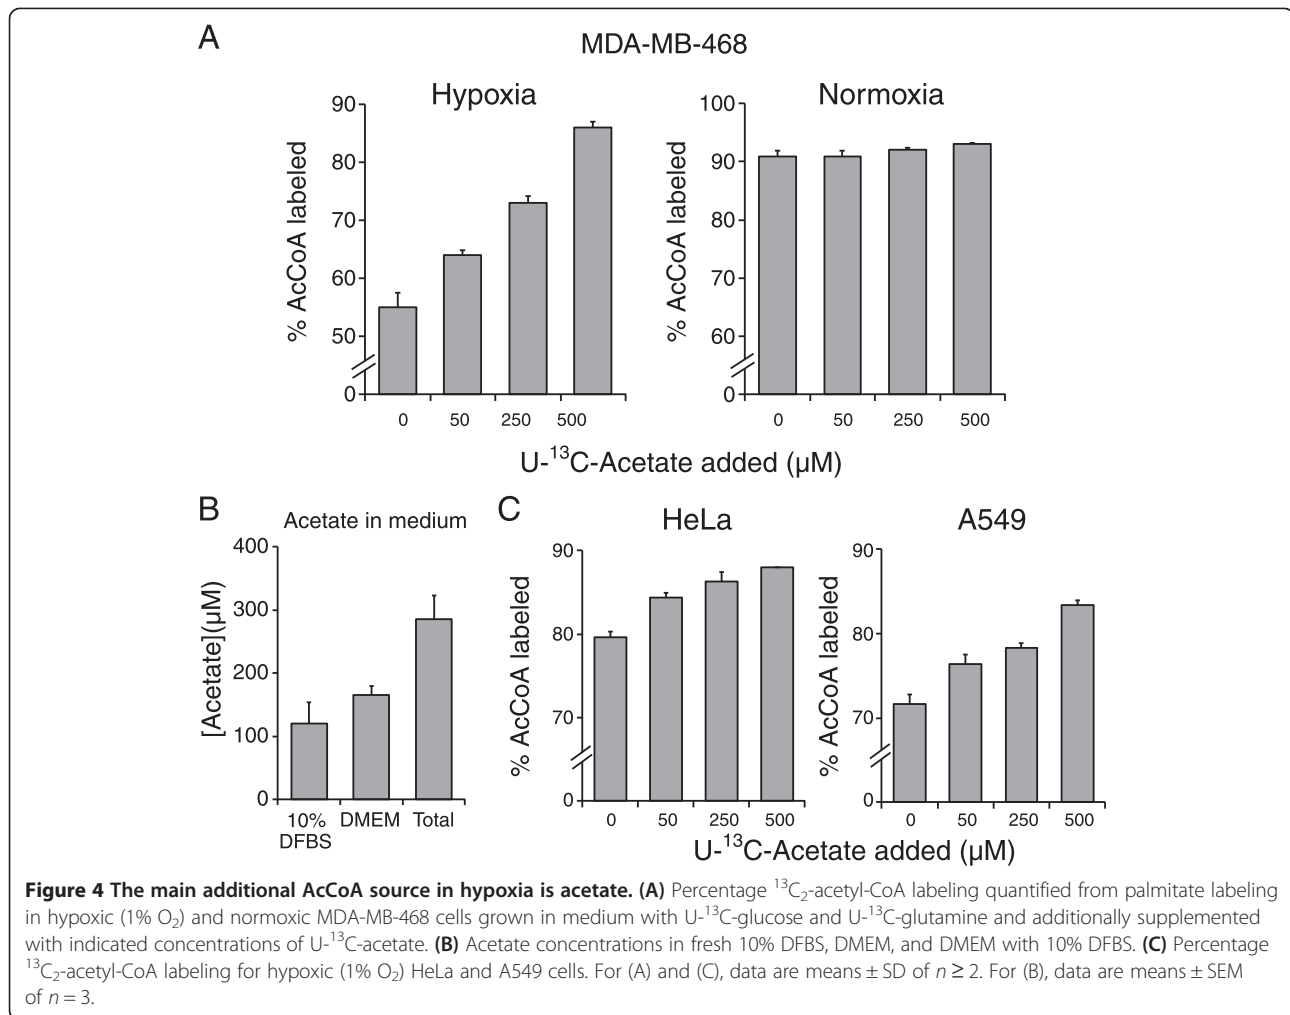 A
MDA-MB-468
Hypoxia
% AcCoA labeled
90
80
70
60
50
0
0 50 250 500
Normoxia
% AcCoA labeled
100
90
80
70
60
0
0 50 250 500
U-¹³C-Acetate added (µM)
B
Acetate in medium
[Acetate](µM)
400
300
200
100
0
10% DMEM Total
DFBS
C
HeLa
% AcCoA labeled
90
80
70
0
0 50 250 500
A549
% AcCoA labeled
90
80
70
0
0 50 250 500
U-¹³C-Acetate added (µM)
Figure 4 The main additional AcCoA source in hypoxia is acetate. (A) Percentage ¹³C₂-acetyl-CoA labeling quantified from palmitate labeling
in hypoxic (1% O₂) and normoxic MDA-MB-468 cells grown in medium with U-¹³C-glucose and U-¹³C-glutamine and additionally supplemented
with indicated concentrations of U-¹³C-acetate. (B) Acetate concentrations in fresh 10% DFBS, DMEM, and DMEM with 10% DFBS. (C) Percentage
¹³C₂-acetyl-CoA labeling for hypoxic (1% O₂) HeLa and A549 cells. For (A) and (C), data are means ± SD of n ≥ 2. For (B), data are means ± SEM
of n = 3.